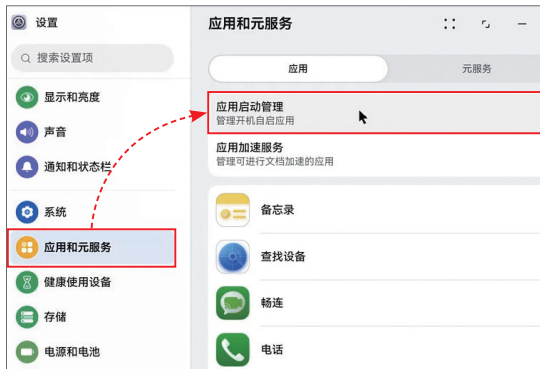 设置
搜索设置项
显示和亮度
声音
通知和状态栏
系统
应用和元服务
健康使用设备
存储
电源和电池
应用和元服务
应用
元服务
应用启动管理
管理开机自启应用
应用加速服务
管理可进行文档加速的应用
备忘录
查找设备
畅连
电话